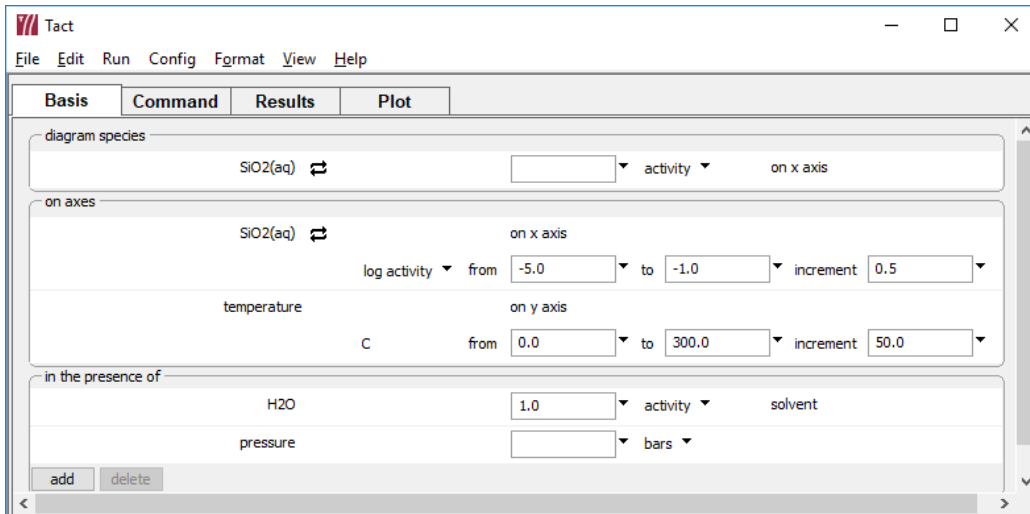 Tact
File Edit Run Config Format View Help
Basis Command Results Plot
diagram species
SiO2(aq) activity on x axis
on axes
SiO2(aq) on x axis
log activity from -5.0 to -1.0 increment 0.5
temperature on y axis
C from 0.0 to 300.0 increment 50.0
in the presence of
H2O 1.0 activity solvent
pressure bars
add delete